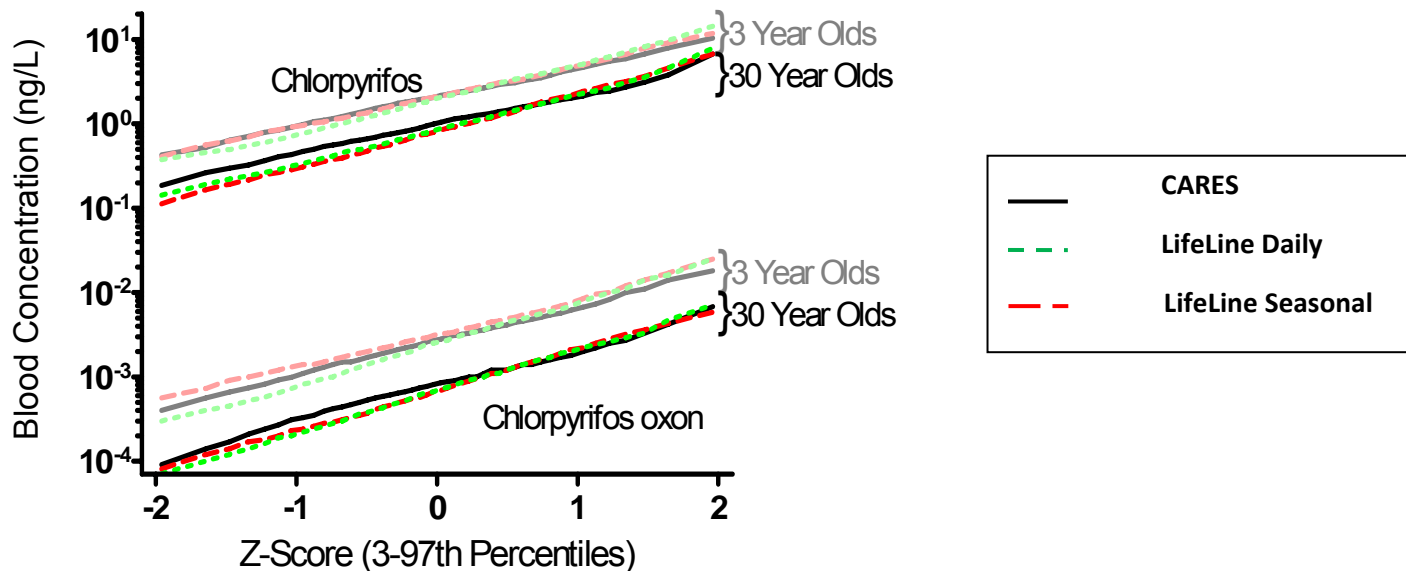 Blood Concentration (ng/L)
10¹
10⁰
10⁻¹
10⁻²
10⁻³
10⁻⁴
Chlorpyrifos
3 Year Olds
30 Year Olds
3 Year Olds
30 Year Olds
Chlorpyrifos oxon
-2
-1
0
1
2
Z-Score (3-97th Percentiles)
CARES
LifeLine Daily
LifeLine Seasonal